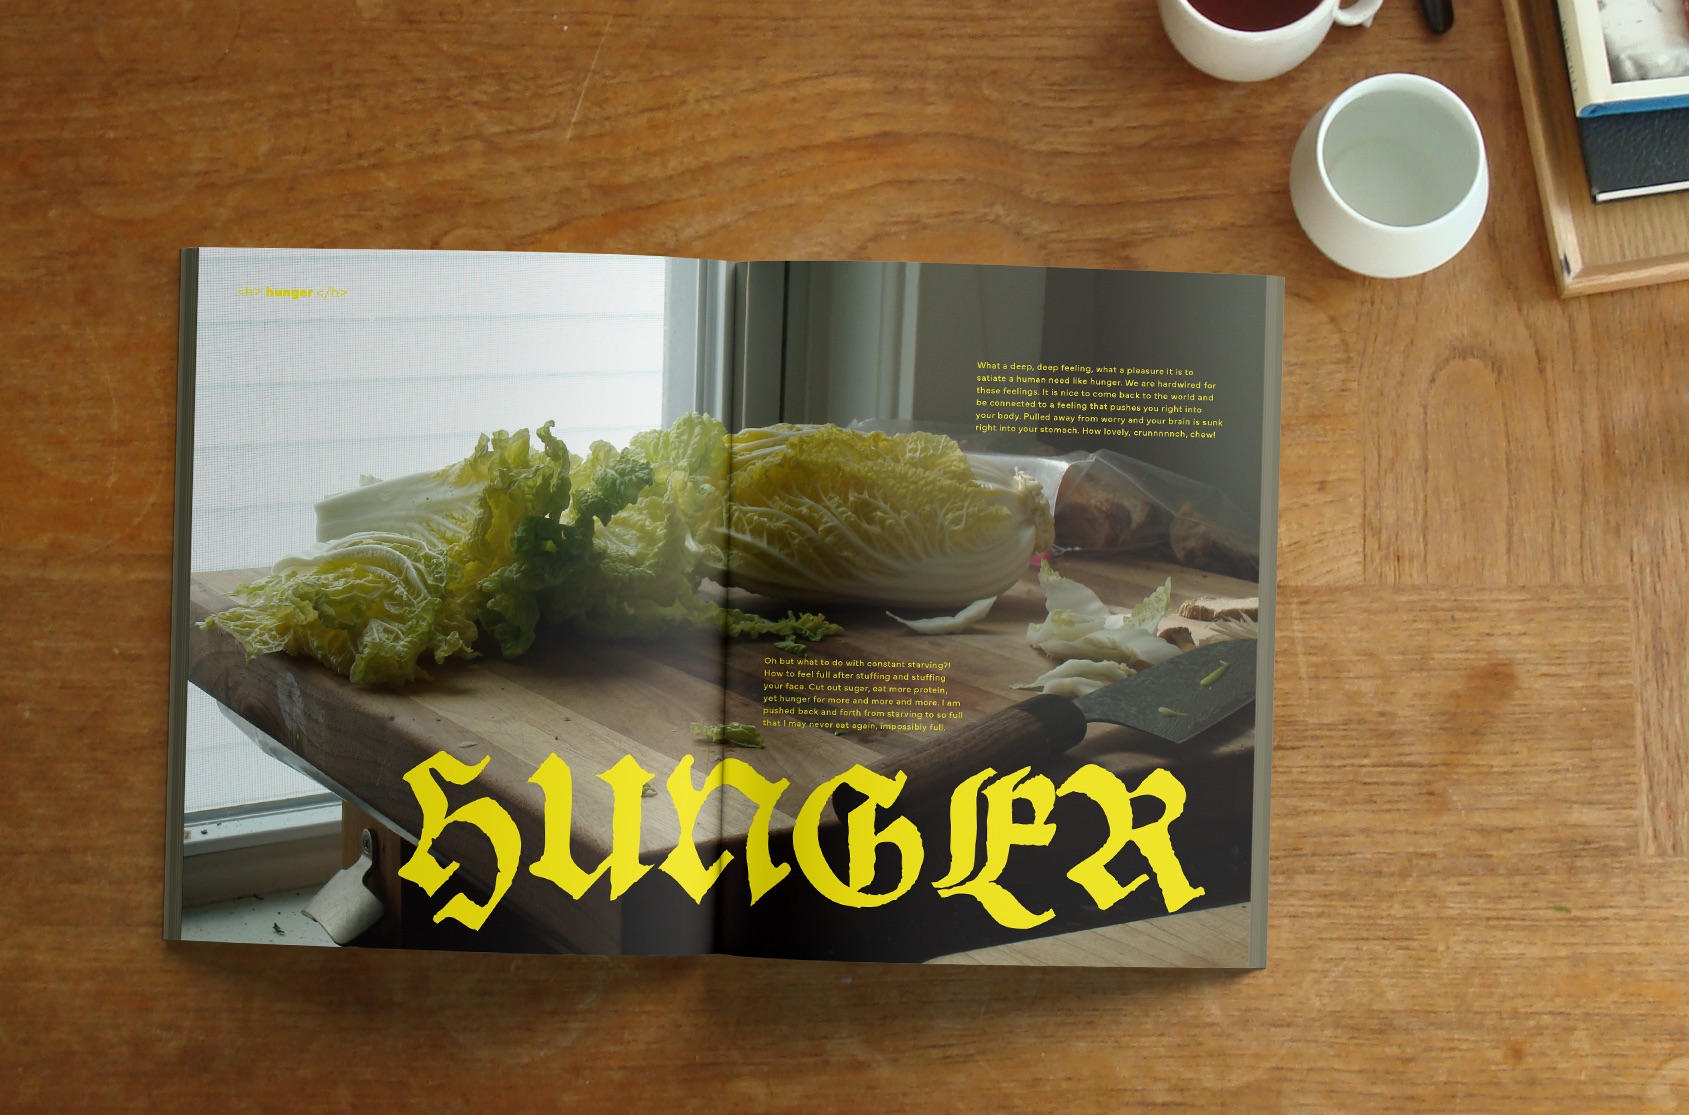 <h> hunger </h>
What a deep, deep feeling, what a pleasure it is to
satiate a human need like hunger. We are hardwired for
these feelings. It is nice to come back to the world and
be connected to a feeling that pushes you right into
your body. Pulled away from worry and your brain is sunk
right into your stomach. How lovely, crunnnnnch, chew!
Oh but what to do with constant starving?!
How to feel full after stuffing and stuffing
your face. Cut out sugar, eat more protein,
yet hunger for more and more and more. I am
pushed back and forth from starving to so full
that I may never eat again, impossibly full.
HUNGER